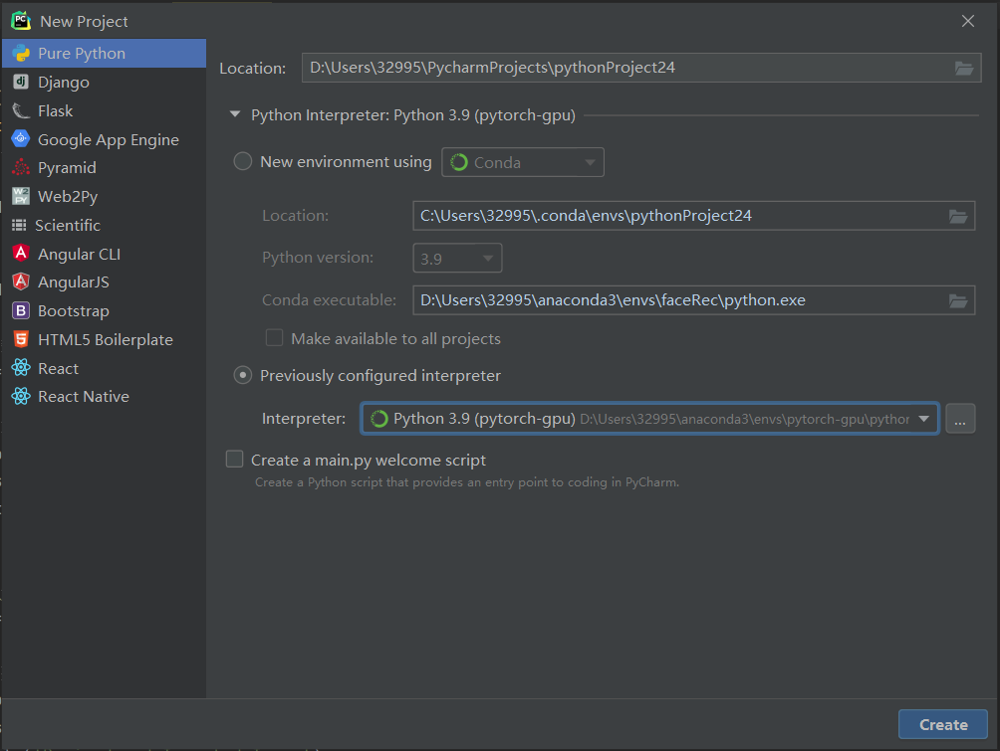 New Project
Pure Python
Django
Flask
Google App Engine
Pyramid
Web2Py
Scientific
Angular CLI
AngularJS
Bootstrap
HTML5 Boilerplate
React
React Native
Location: D:\Users\32995\PycharmProjects\pythonProject24
Python Interpreter: Python 3.9 (pytorch-gpu)
New environment using Conda
Location: C:\Users\32995\.conda\envs\pythonProject24
Python version: 3.9
Conda executable: D:\Users\32995\anaconda3\envs\faceRec\python.exe
Make available to all projects
Previously configured interpreter
Interpreter: Python 3.9 (pytorch-gpu) D:\Users\32995\anaconda3\envs\pytorch-gpu\pythor ...
Create a main.py welcome script
Create a Python script that provides an entry point to coding in PyCharm.
Create